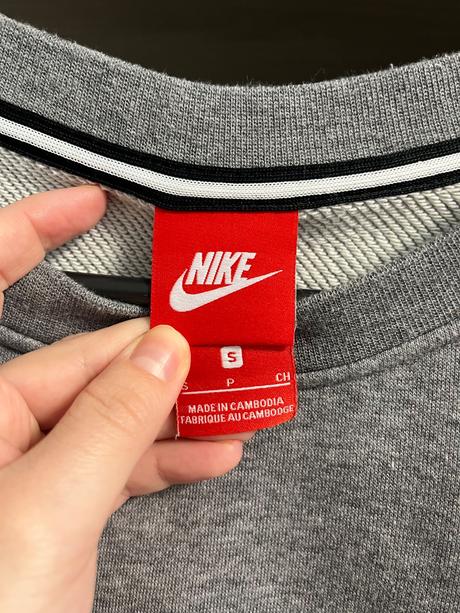 NIKE
S
S P CH
MADE IN CAMBODIA
FABRIQUE AU CAMBODGE